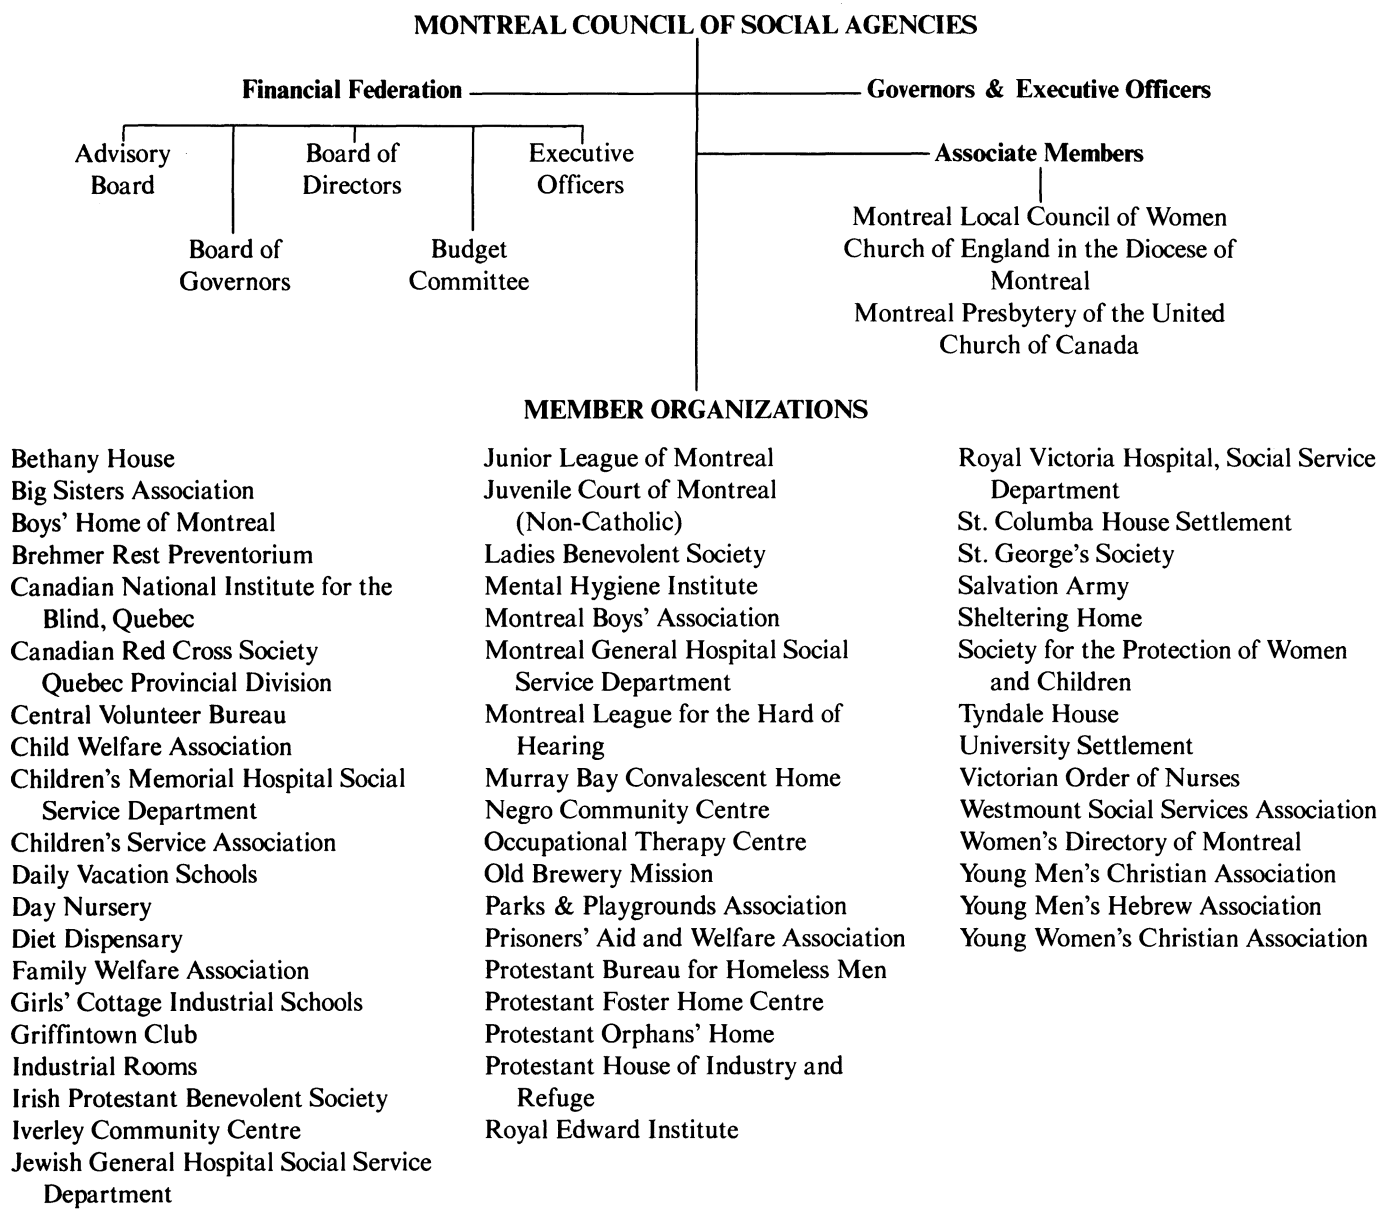 MONTREAL COUNCIL OF SOCIAL AGENCIES
Financial Federation
Governors & Executive Officers
Advisory
Board
Board of
Directors
Executive
Officers
Board of
Governors
Budget
Committee
Associate Members
Montreal Local Council of Women
Church of England in the Diocese of
Montreal
Montreal Presbytery of the United
Church of Canada
MEMBER ORGANIZATIONS
Bethany House
Big Sisters Association
Boys' Home of Montreal
Brehmer Rest Preventorium
Canadian National Institute for the
Blind, Quebec
Canadian Red Cross Society
Quebec Provincial Division
Central Volunteer Bureau
Child Welfare Association
Children's Memorial Hospital Social
Service Department
Children's Service Association
Daily Vacation Schools
Day Nursery
Diet Dispensary
Family Welfare Association
Girls' Cottage Industrial Schools
Griffintown Club
Industrial Rooms
Irish Protestant Benevolent Society
Iverley Community Centre
Jewish General Hospital Social Service
Department
Junior League of Montreal
Juvenile Court of Montreal
(Non-Catholic)
Ladies Benevolent Society
Mental Hygiene Institute
Montreal Boys' Association
Montreal General Hospital Social
Service Department
Montreal League for the Hard of
Hearing
Murray Bay Convalescent Home
Negro Community Centre
Occupational Therapy Centre
Old Brewery Mission
Parks & Playgrounds Association
Prisoners' Aid and Welfare Association
Protestant Bureau for Homeless Men
Protestant Foster Home Centre
Protestant Orphans' Home
Protestant House of Industry and
Refuge
Royal Edward Institute
Royal Victoria Hospital, Social Service
Department
St. Columba House Settlement
St. George's Society
Salvation Army
Sheltering Home
Society for the Protection of Women
and Children
Tyndale House
University Settlement
Victorian Order of Nurses
Westmount Social Services Association
Women's Directory of Montreal
Young Men's Christian Association
Young Men's Hebrew Association
Young Women's Christian Association